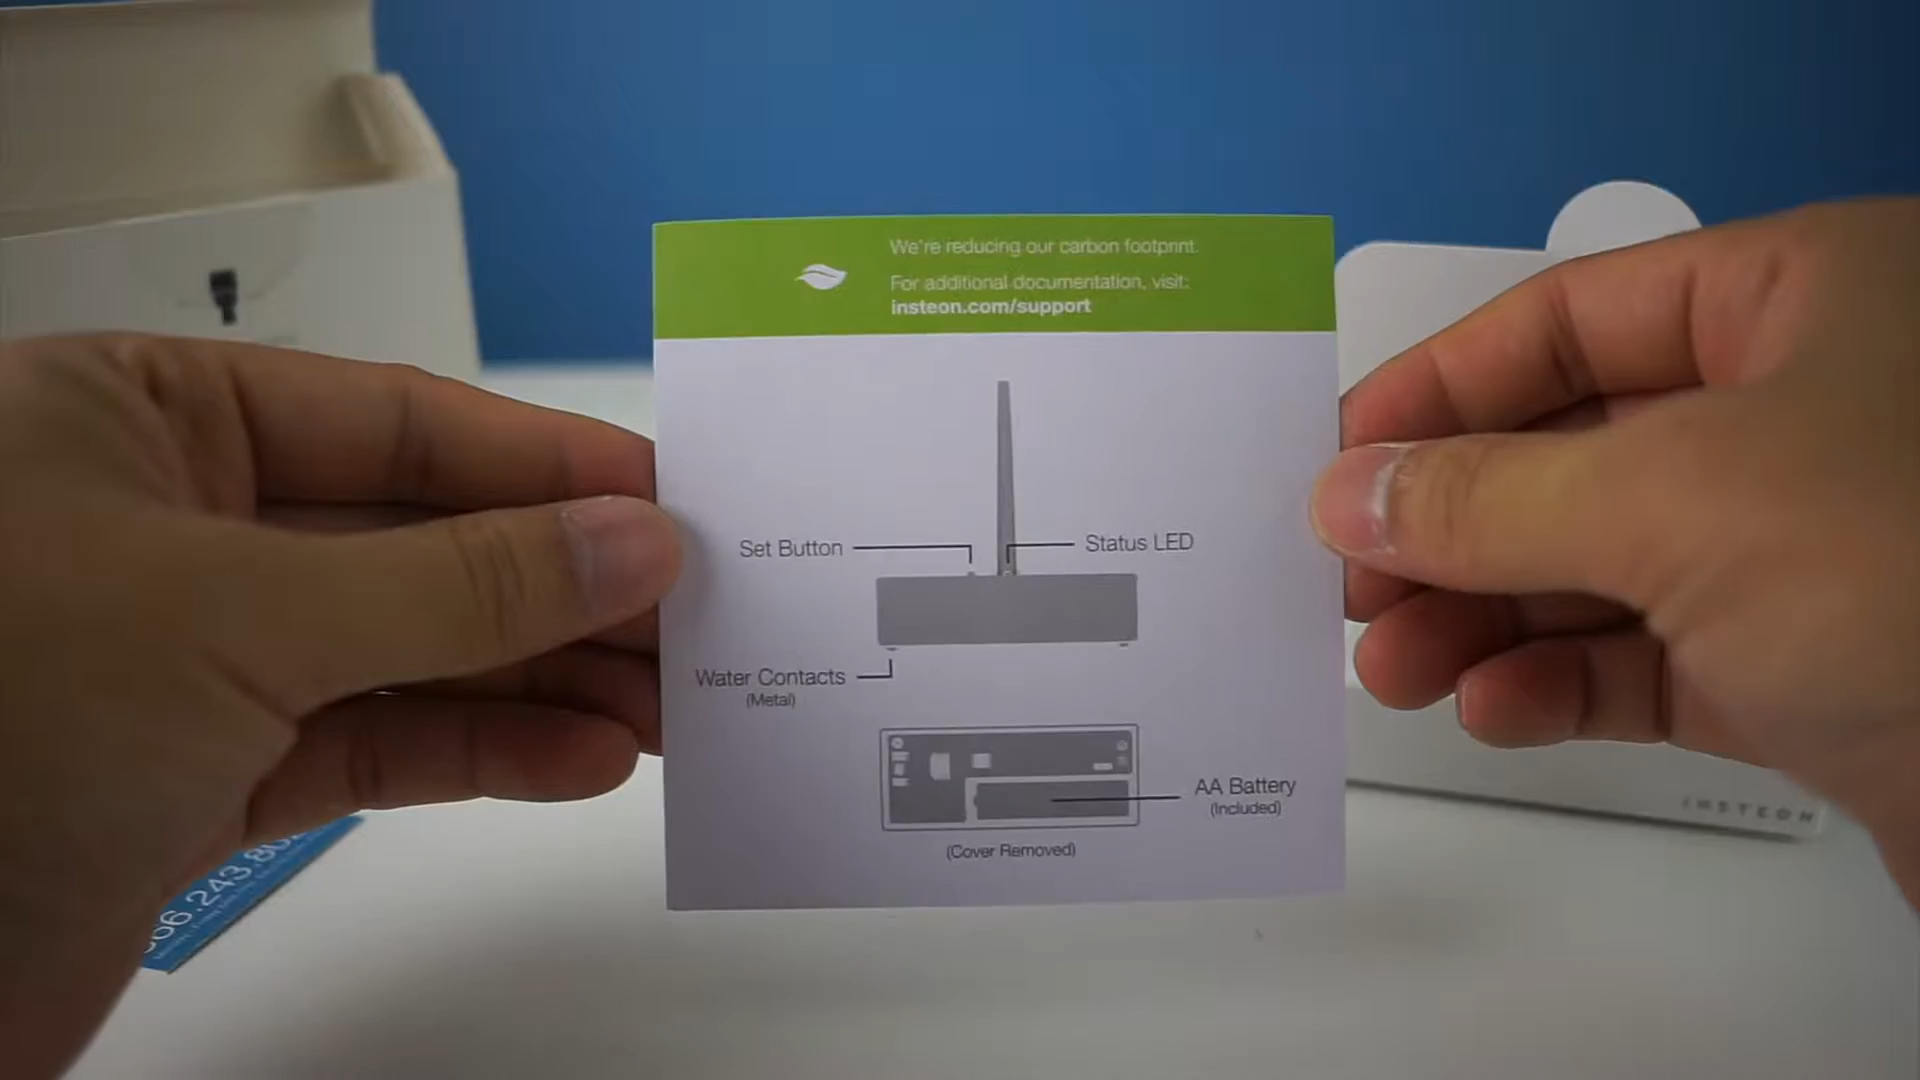 We're reducing our carbon footprint.
For additional documentation, visit:
insteon.com/support
Set Button
Status LED
Water Contacts
(Metal)
AA Battery
(Included)
(Cover Removed)
INSTEON